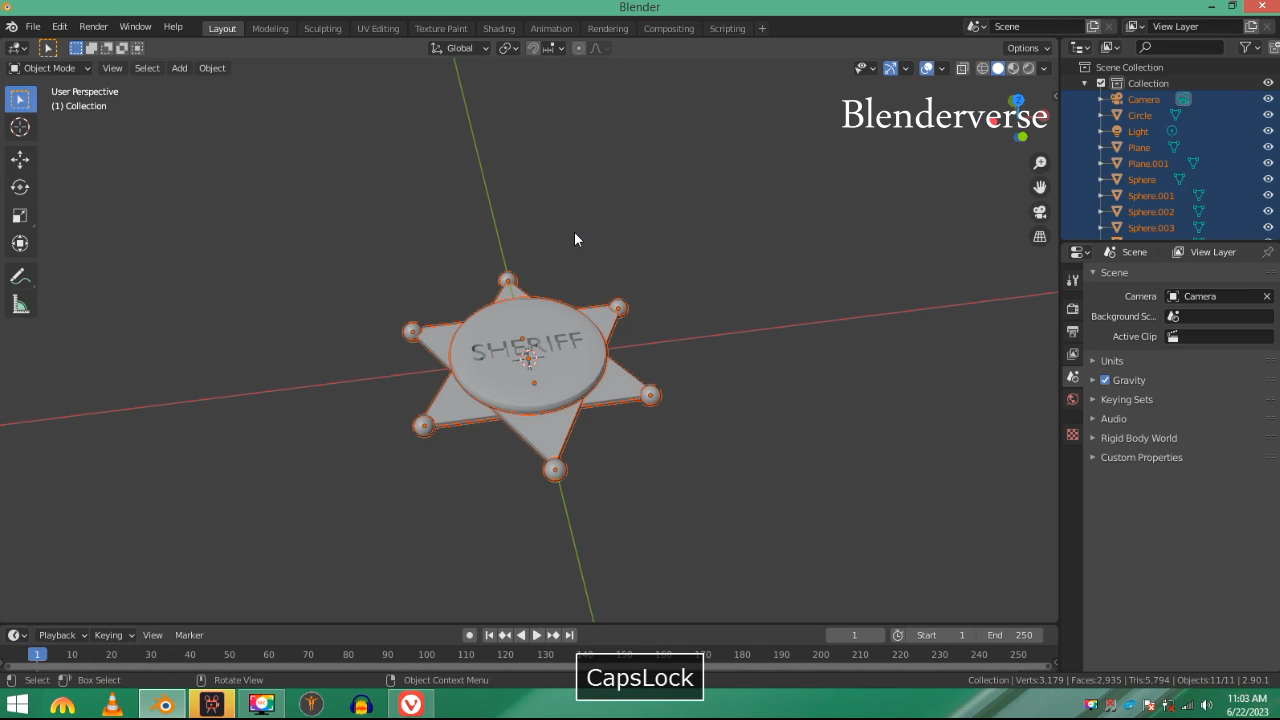 Blender
File Edit Render Window Help Layout Modeling Sculpting UV Editing Texture Paint Shading Animation Rendering Compositing Scripting + Scene View Layer
Global Options
Object Mode View Select Add Object
Scene Collection
Collection
Camera
Circle
Light
Plane
Plane.001
Sphere
Sphere.001
Sphere.002
Sphere.003
User Perspective
(1) Collection
Blenderverse
SHERIFF
Scene View Layer
Scene
Camera Camera
Background Sc...
Active Clip
Units
Gravity
Keying Sets
Audio
Rigid Body World
Custom Properties
Playback Keying View Marker 1 Start 1 End 250
1 10 20 30 40 50 60 70 80 90 100 110 120 130 140 150 160 170 180 190 200 210 220 230 240 250
Select Box Select Rotate View Object Context Menu Collection | Verts:3,179 | Faces:2,935 | Tris:5,794 | Objects:11/11 | 2.90.1
CapsLock
11:03 AM
6/22/2023